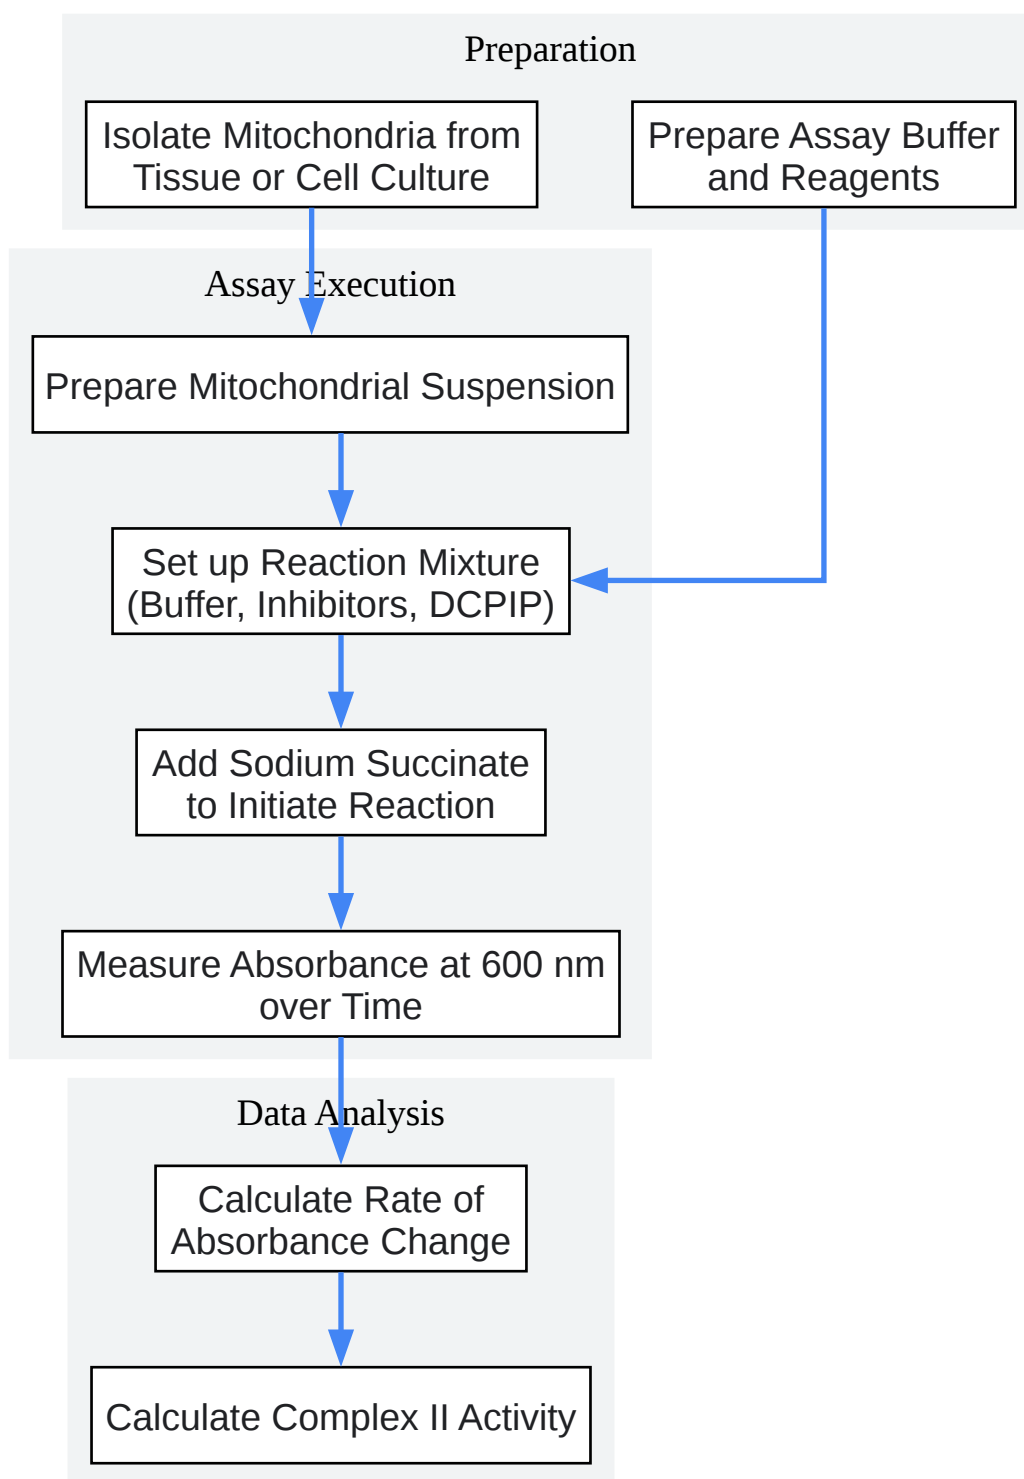 Preparation
Isolate Mitochondria from
Tissue or Cell Culture
Prepare Assay Buffer
and Reagents
Assay Execution
Prepare Mitochondrial Suspension
Set up Reaction Mixture
(Buffer, Inhibitors, DCPIP)
Add Sodium Succinate
to Initiate Reaction
Measure Absorbance at 600 nm
over Time
Data Analysis
Calculate Rate of
Absorbance Change
Calculate Complex II Activity